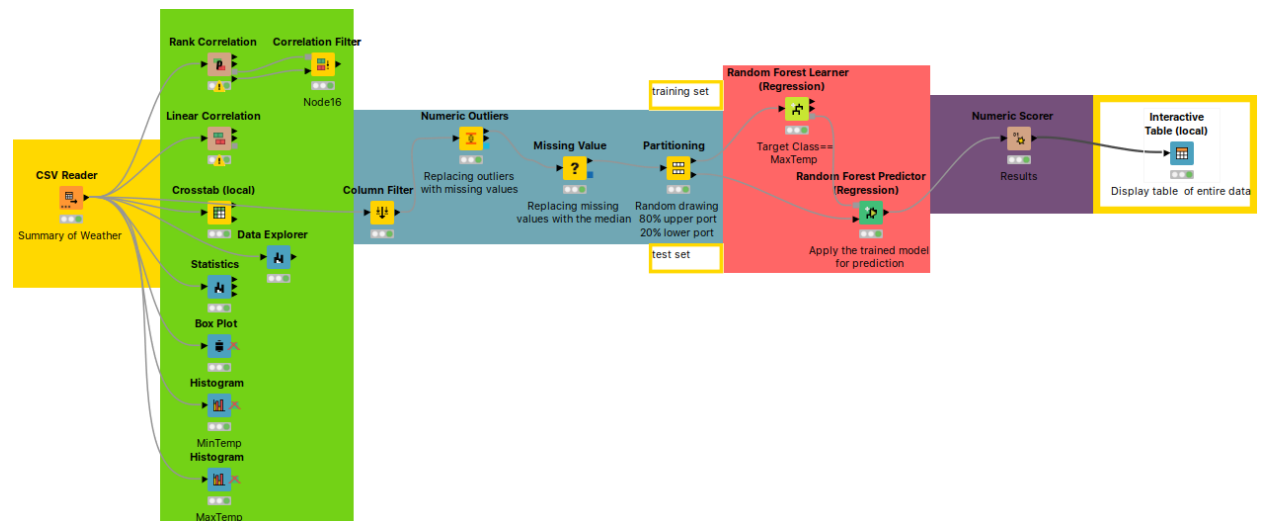 Rank Correlation
Correlation Filter
Node16
Linear Correlation
CSV Reader
Summary of Weather
Crosstab (local)
Data Explorer
Statistics
Box Plot
Histogram
MinTemp
Histogram
MaxTemp
Column Filter
Numeric Outliers
Replacing outliers
with missing values
Missing Value
?
Replacing missing
values with the median
training set
Partitioning
Random drawing
80% upper port
20% lower port
test set
Random Forest Learner
(Regression)
Target Class==
MaxTemp
Random Forest Predictor
(Regression)
Apply the trained model
for prediction
Numeric Scorer
Results
Interactive
Table (local)
Display table of entire data